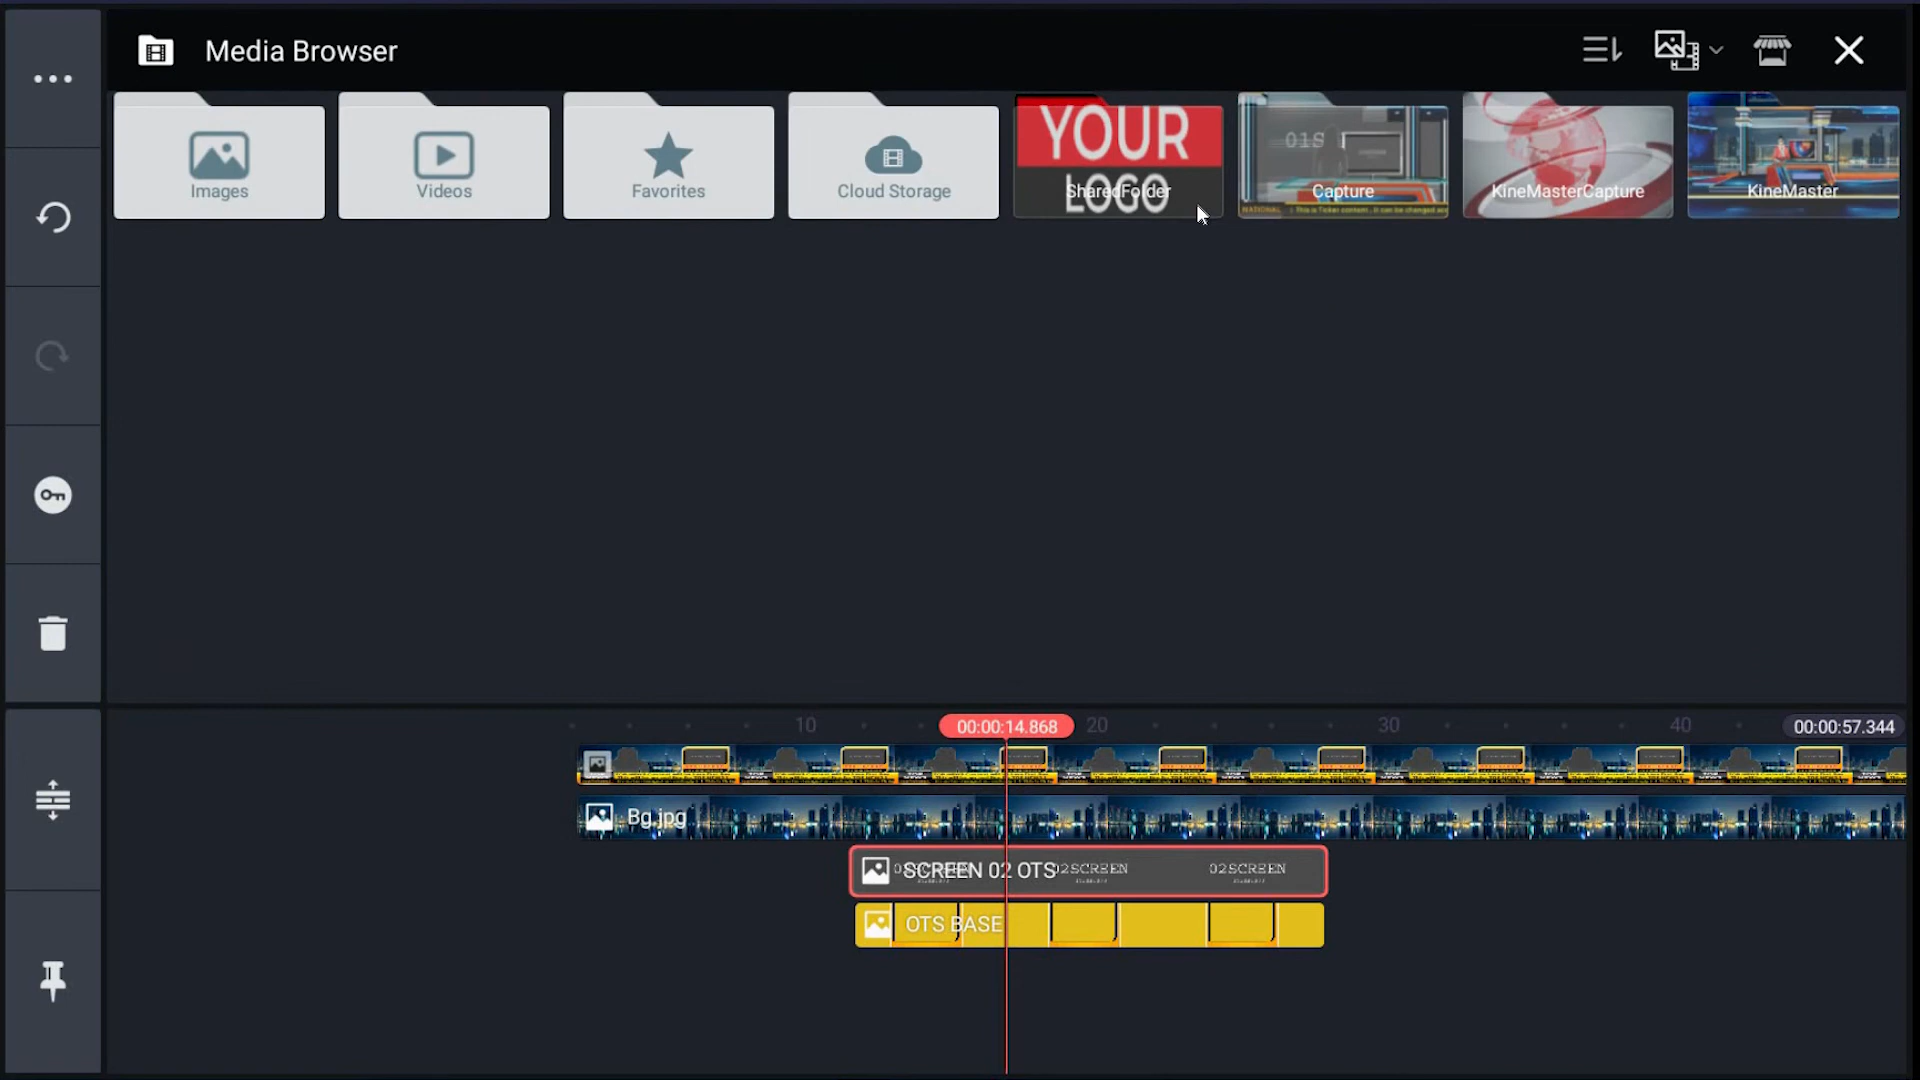 Media Browser
Images
Videos
Favorites
Cloud Storage
YOUR
LOGO
SharedFolder
01S
Capture
KineMasterCapture
KineMaster
10
00:00:14.868
20
30
40
00:00:57.344
Bg.jpg
SCREEN 02 OTS
02SCREEN
02SCREEN
OTS BASE